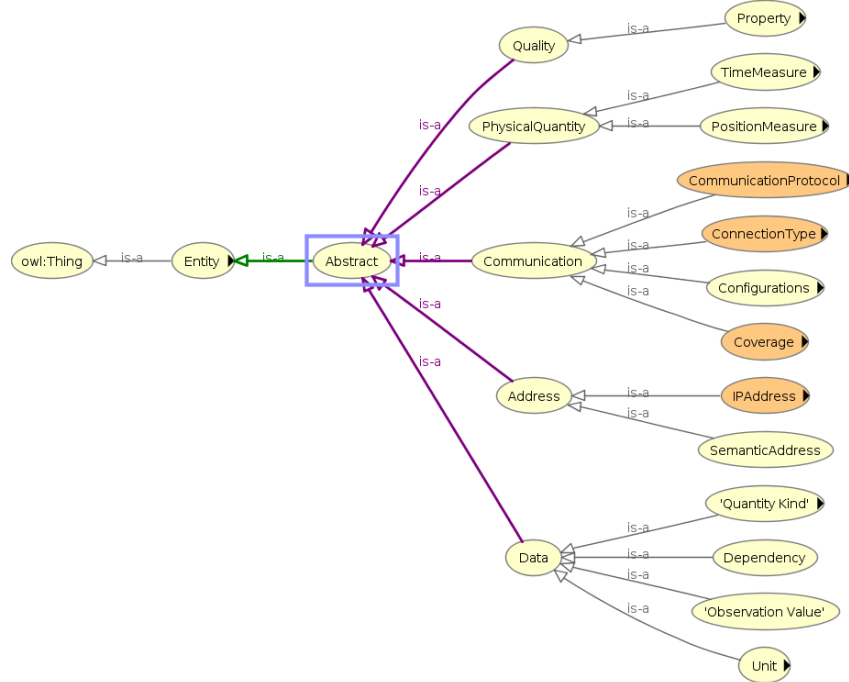 Property
is-a
Quality
TimeMeasure
is-a
is-a
PhysicalQuantity
is-a
PositionMeasure
CommunicationProtocol
is-a
is-a
ConnectionType
is-a
owl:Thing
is-a
Entity
is-a
Abstract
is-a
Communication
is-a
Configurations
is-a
is-a
Coverage
is-a
Address
is-a
IPAddress
is-a
SemanticAddress
'Quantity Kind'
is-a
Data
is-a
Dependency
is-a
'Observation Value'
is-a
Unit